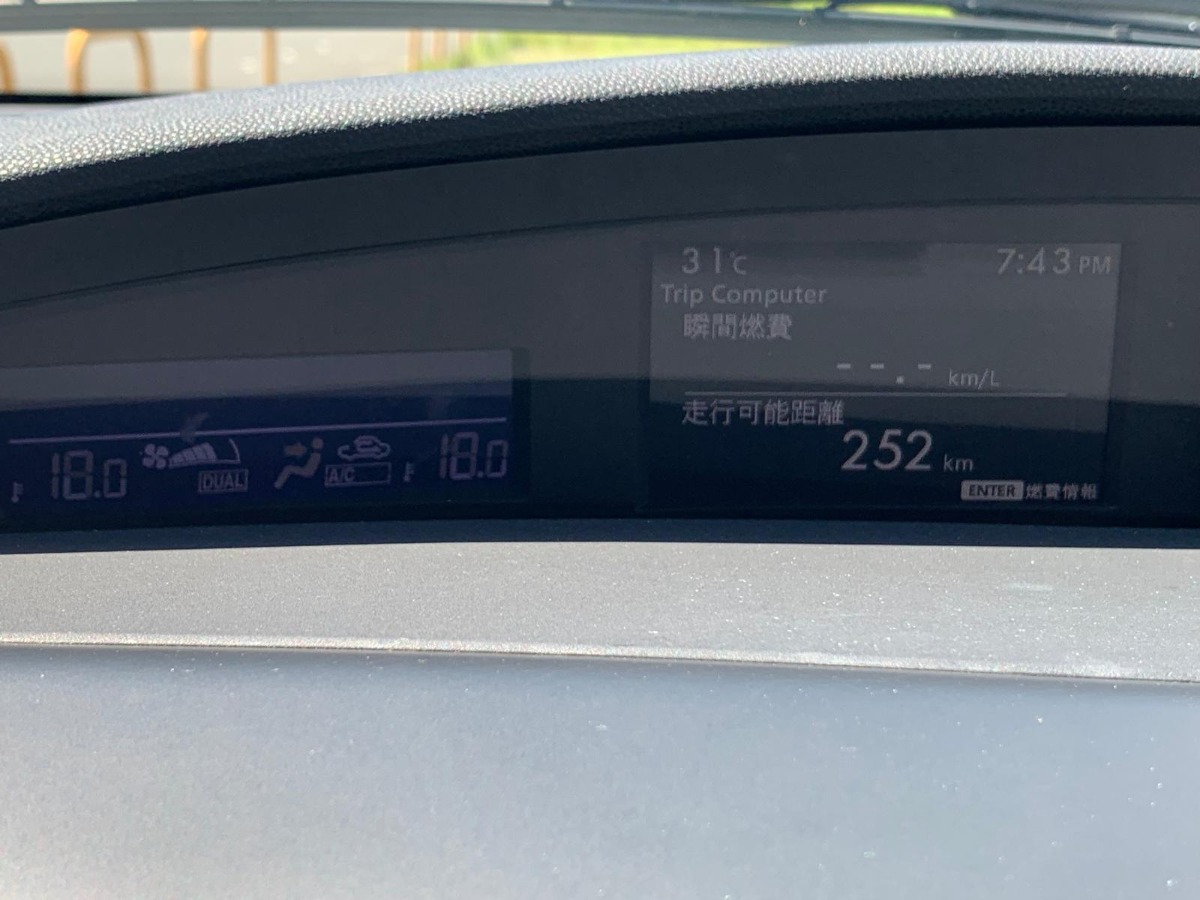 31℃ 7:43 PM
Trip Computer
瞬間燃費
--.- km/L
走行可能距離
252 km
ENTER 燃費情報
18.0 DUAL A/C 18.0